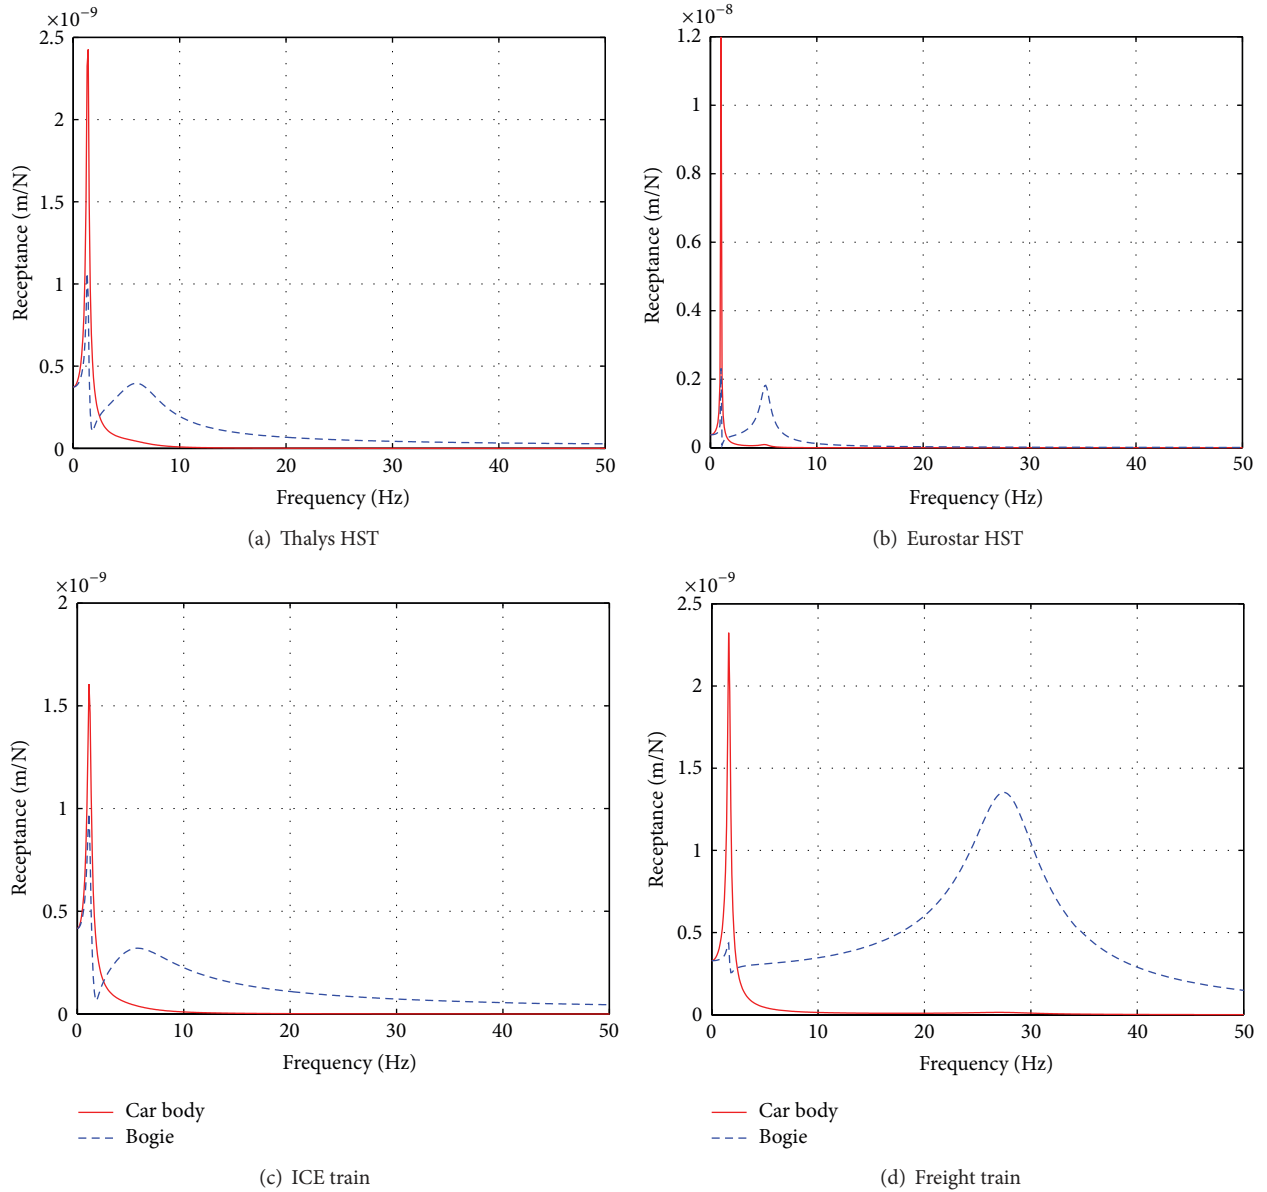 ×10⁻⁹
2.5
2
1.5
1
0.5
0
0 10 20 30 40 50
Receptance (m/N)
Frequency (Hz)
(a) Thalys HST
×10⁻⁸
1.2
1
0.8
0.6
0.4
0.2
0
0 10 20 30 40 50
Receptance (m/N)
Frequency (Hz)
(b) Eurostar HST
×10⁻⁹
2
1.5
1
0.5
0
0 10 20 30 40 50
Receptance (m/N)
Frequency (Hz)
Car body
Bogie
(c) ICE train
×10⁻⁹
2.5
2
1.5
1
0.5
0
0 10 20 30 40 50
Receptance (m/N)
Frequency (Hz)
Car body
Bogie
(d) Freight train